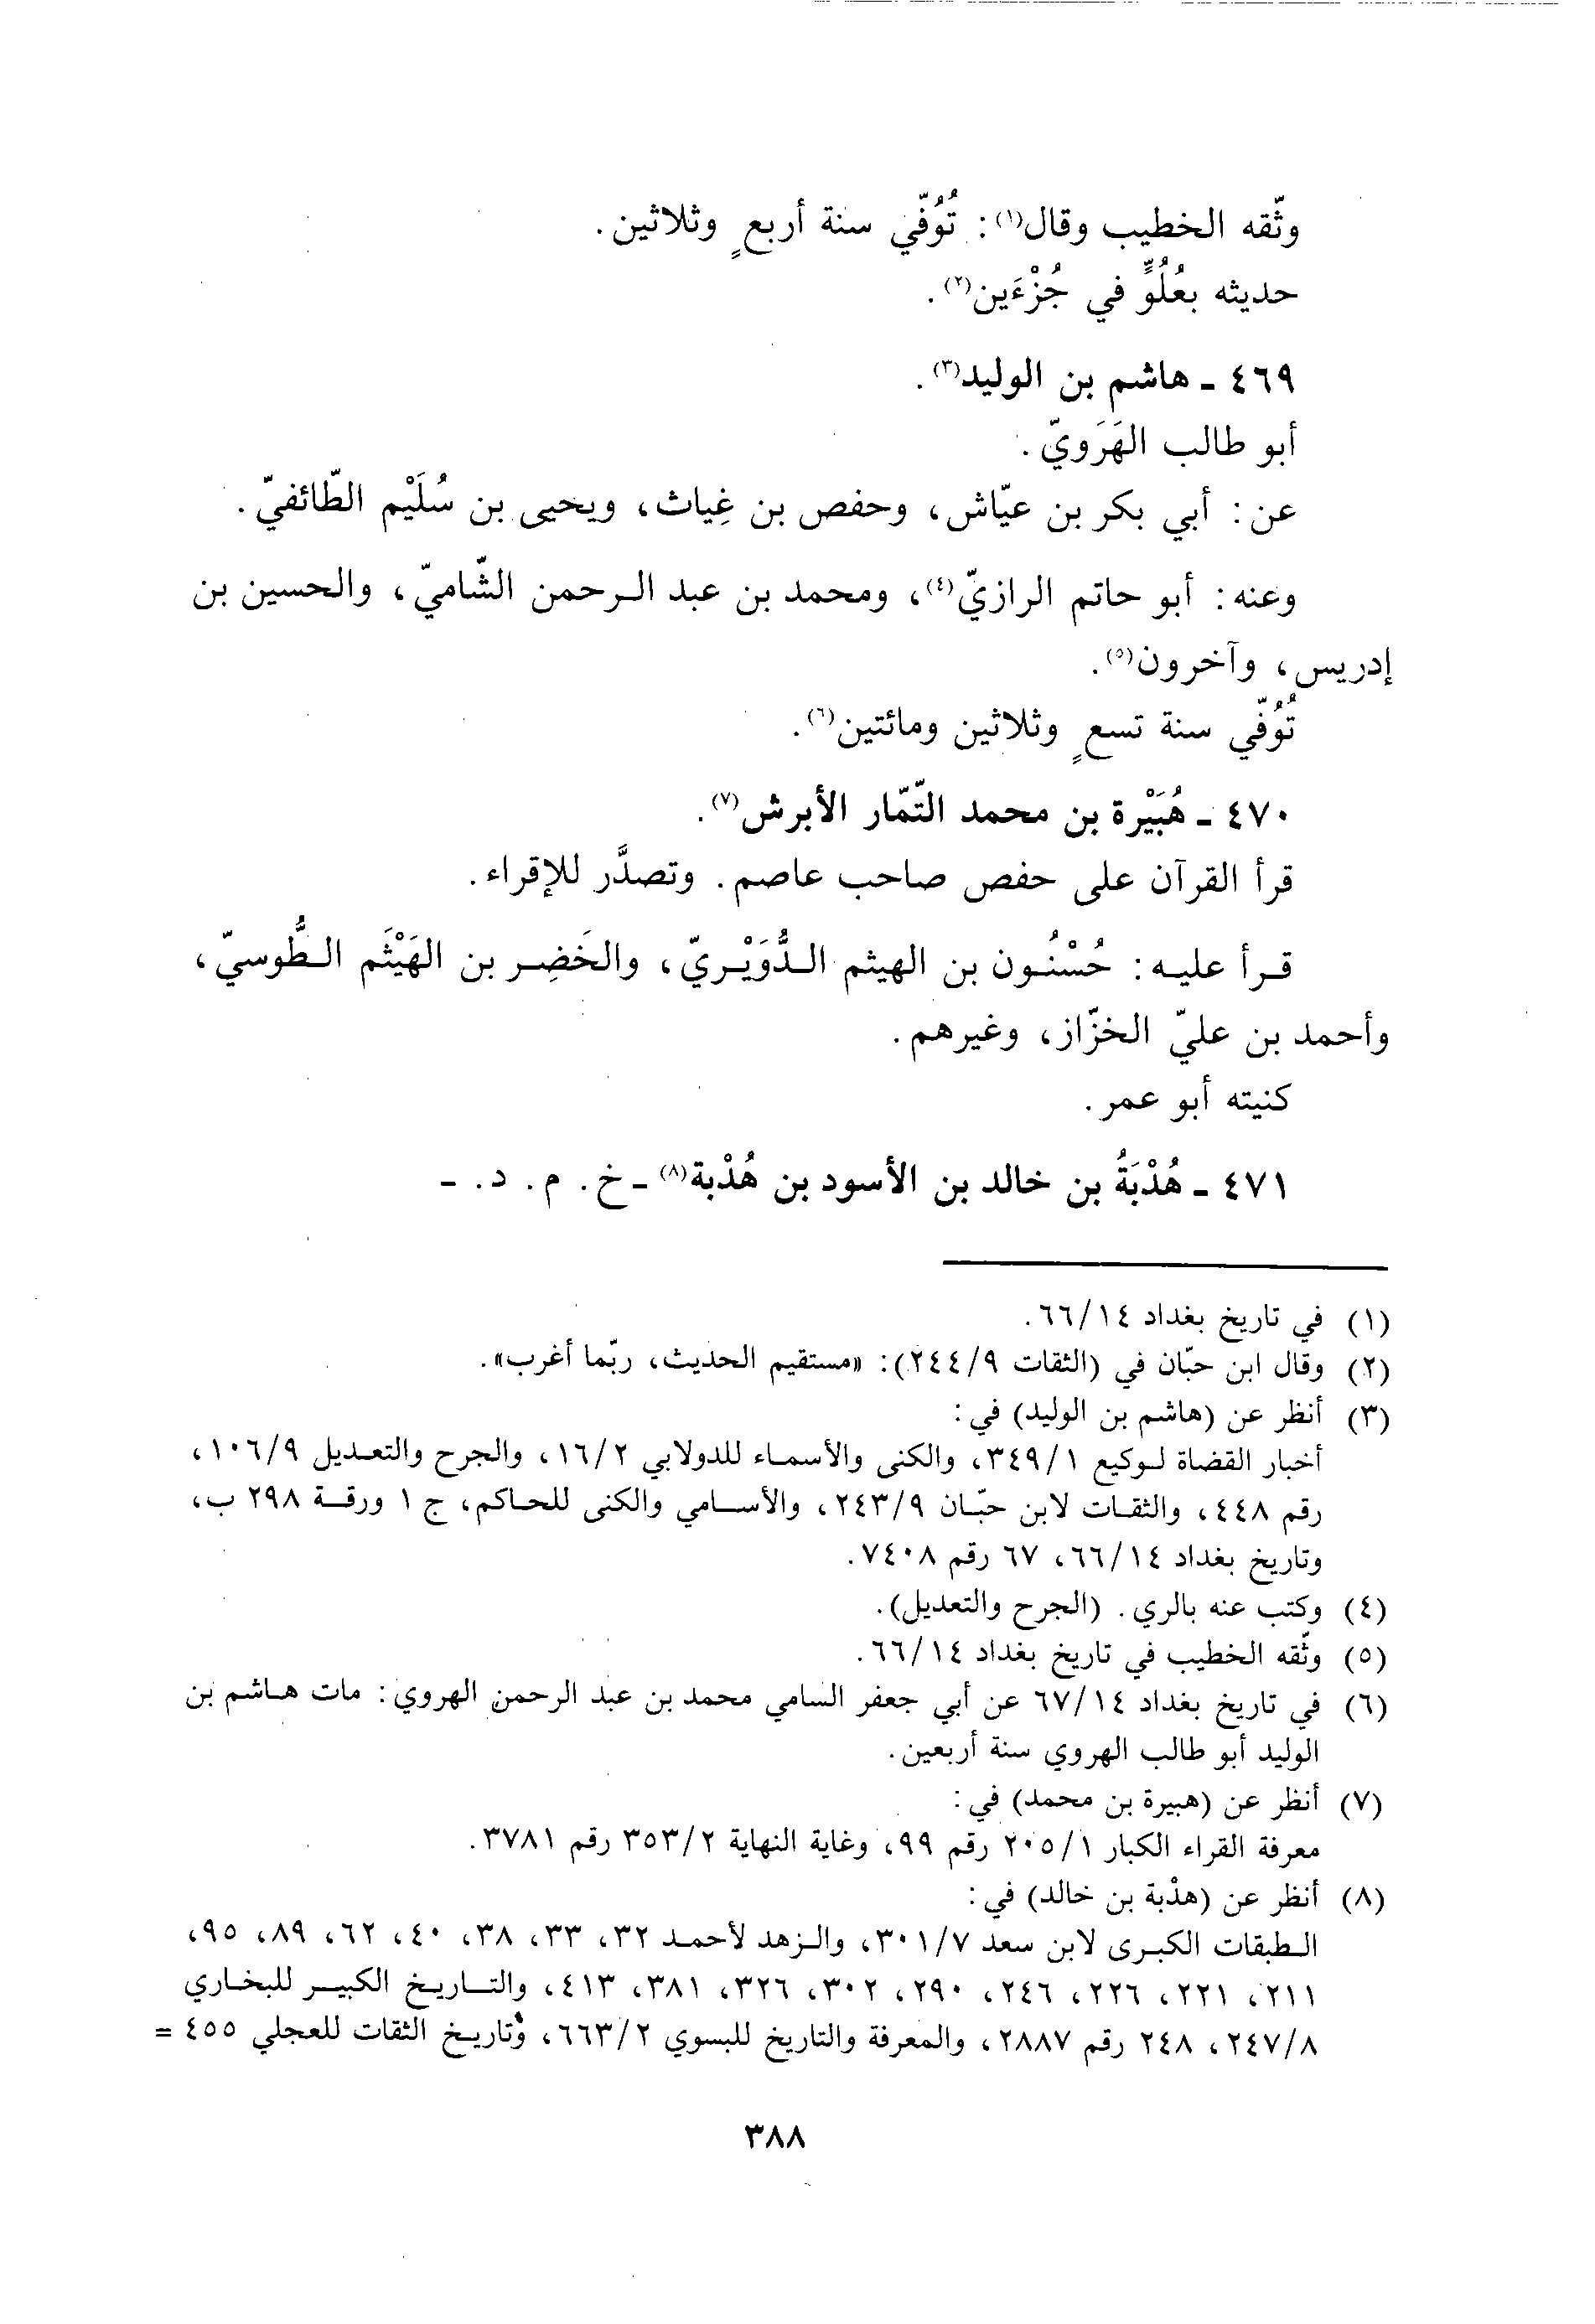 وثّقه الخطيب وقال(١): تُوُفّي سنة أربعٍ وثلاثين.
حديثه بعُلُوٍّ في جُزْءَين(٢).
٤٦٩ ـ هاشم بن الوليد(٣).
أبو طالب الهَرَويّ.
عن: أبي بكر بن عيّاش، وحفص بن غِياث، ويحيى بن سُلَيْم الطّائفيّ.
وعنه: أبو حاتم الرازيّ(٤)، ومحمد بن عبد الرحمن الشّاميّ، والحسين بن
إدريس، وآخرون(٥).
تُوُفّي سنة تسعٍ وثلاثين ومائتين(٦).
٤٧٠ ـ هُبَيْرة بن محمد التّمّار الأبرش(٧).
قرأ القرآن على حفص صاحب عاصم. وتصدَّر للإقراء.
قرأ عليه: حُسْنُون بن الهيثم الدُّوَيْريّ، والخَضِر بن الهَيْثَم الطُّوسيّ،
وأحمد بن عليّ الخزّاز، وغيرهم.
كنيته أبو عمر.
٤٧١ ـ هُدْبَةُ بن خالد بن الأسود بن هُدْبة(٨) ـ خ. م. د. ـ
(١) في تاريخ بغداد ٦٦/١٤.
(٢) وقال ابن حبّان في (الثقات ٢٤٤/٩): «مستقيم الحديث، ربّما أغرب».
(٣) أنظر عن (هاشم بن الوليد) في:
أخبار القضاة لوكيع ٣٤٩/١، والكنى والأسماء للدولابي ١٦/٢، والجرح والتعديل ١٠٦/٩،
رقم ٤٤٨، والثقات لابن حبّان ٢٤٣/٩، والأسامي والكنى للحاكم، ج ١ ورقة ٢٩٨ ب،
وتاريخ بغداد ٦٦/١٤، ٦٧ رقم ٧٤٠٨.
(٤) وكتب عنه بالري. (الجرح والتعديل).
(٥) وثّقه الخطيب في تاريخ بغداد ٦٦/١٤.
(٦) في تاريخ بغداد ٦٧/١٤ عن أبي جعفر السامي محمد بن عبد الرحمن الهروي: مات هاشم بن
الوليد أبو طالب الهروي سنة أربعين.
(٧) أنظر عن (هبيرة بن محمد) في:
معرفة القراء الكبار ٢٠٥/١ رقم ٩٩، وغاية النهاية ٣٥٣/٢ رقم ٣٧٨١.
(٨) أنظر عن (هدْبة بن خالد) في:
الطبقات الكبرى لابن سعد ٣٠١/٧، والزهد لأحمد ٣٢، ٣٣، ٣٨، ٤٠، ٦٢، ٨٩، ٩٥،
٢١١، ٢٢١، ٢٢٦، ٢٤٦، ٢٩٠، ٣٠٢، ٣٢٦، ٣٨١، ٤١٣، والتاريخ الكبير للبخاري
٢٤٧/٨، ٢٤٨ رقم ٢٨٨٧، والمعرفة والتاريخ للبسوي ٦٦٣/٢، وتاريخ الثقات للعجلي ٤٥٥ =
٣٨٨